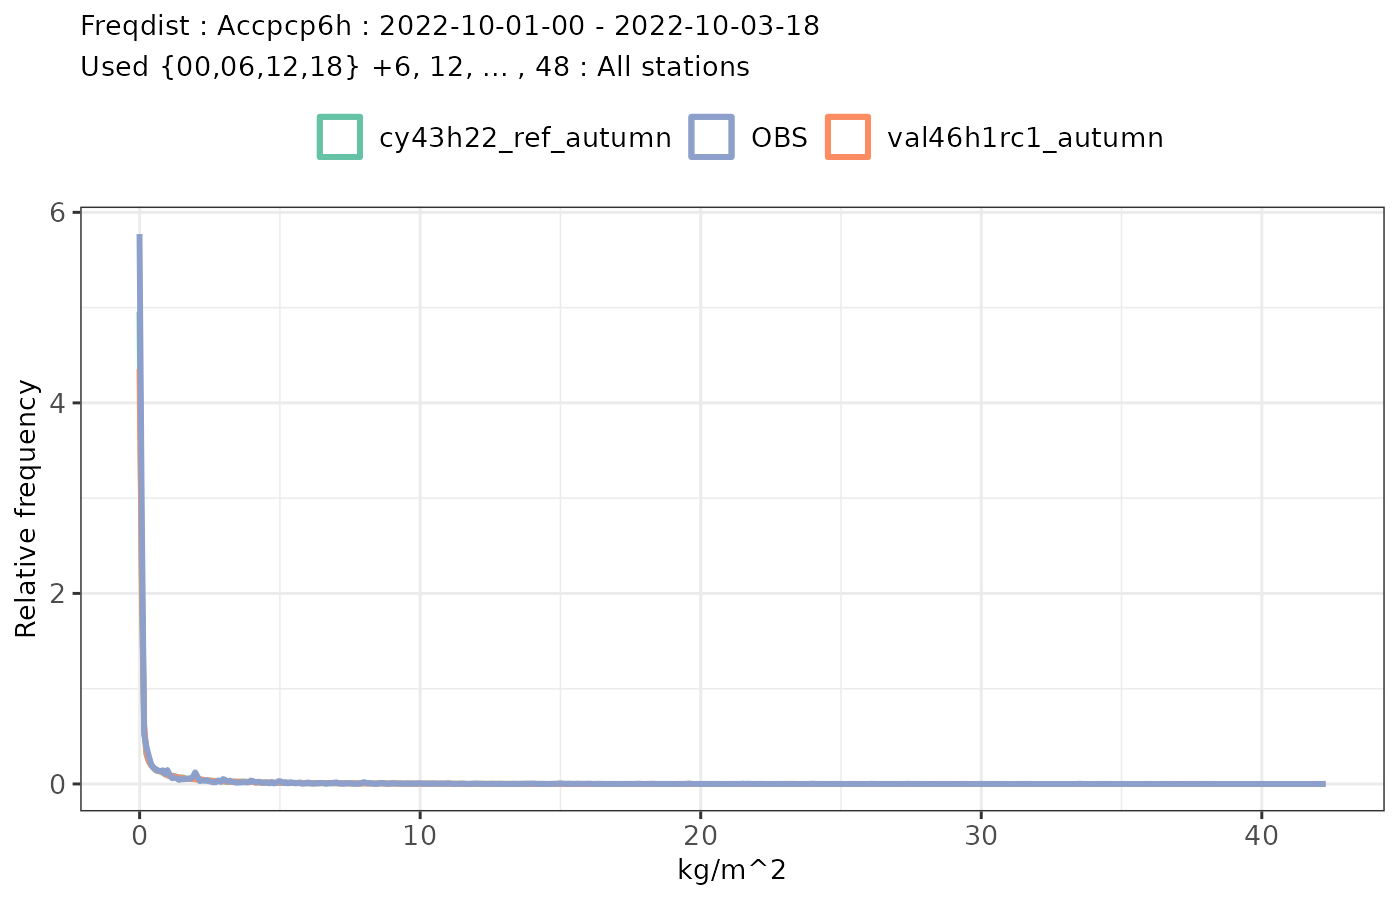 Freqdist : Accpcp6h : 2022-10-01-00 - 2022-10-03-18
Used {00,06,12,18} +6, 12, ... , 48 : All stations
cy43h22_ref_autumn OBS val46h1rc1_autumn
6
4
2
0
Relative frequency
0 10 20 30 40
kg/m^2